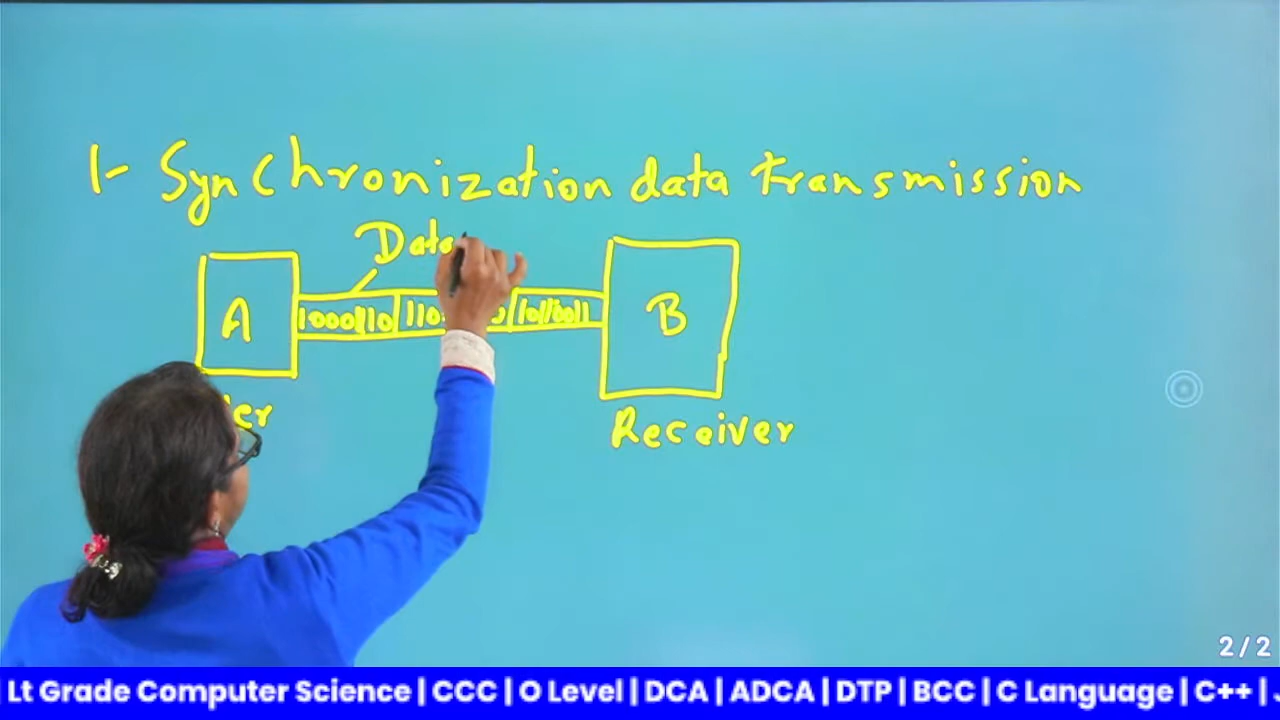 1- Synchronization data transmission
Data
A
1000110
B
Receiver
2/2
| Lt Grade Computer Science | CCC | O Level | DCA | ADCA | DTP | BCC | C Language | C++ |